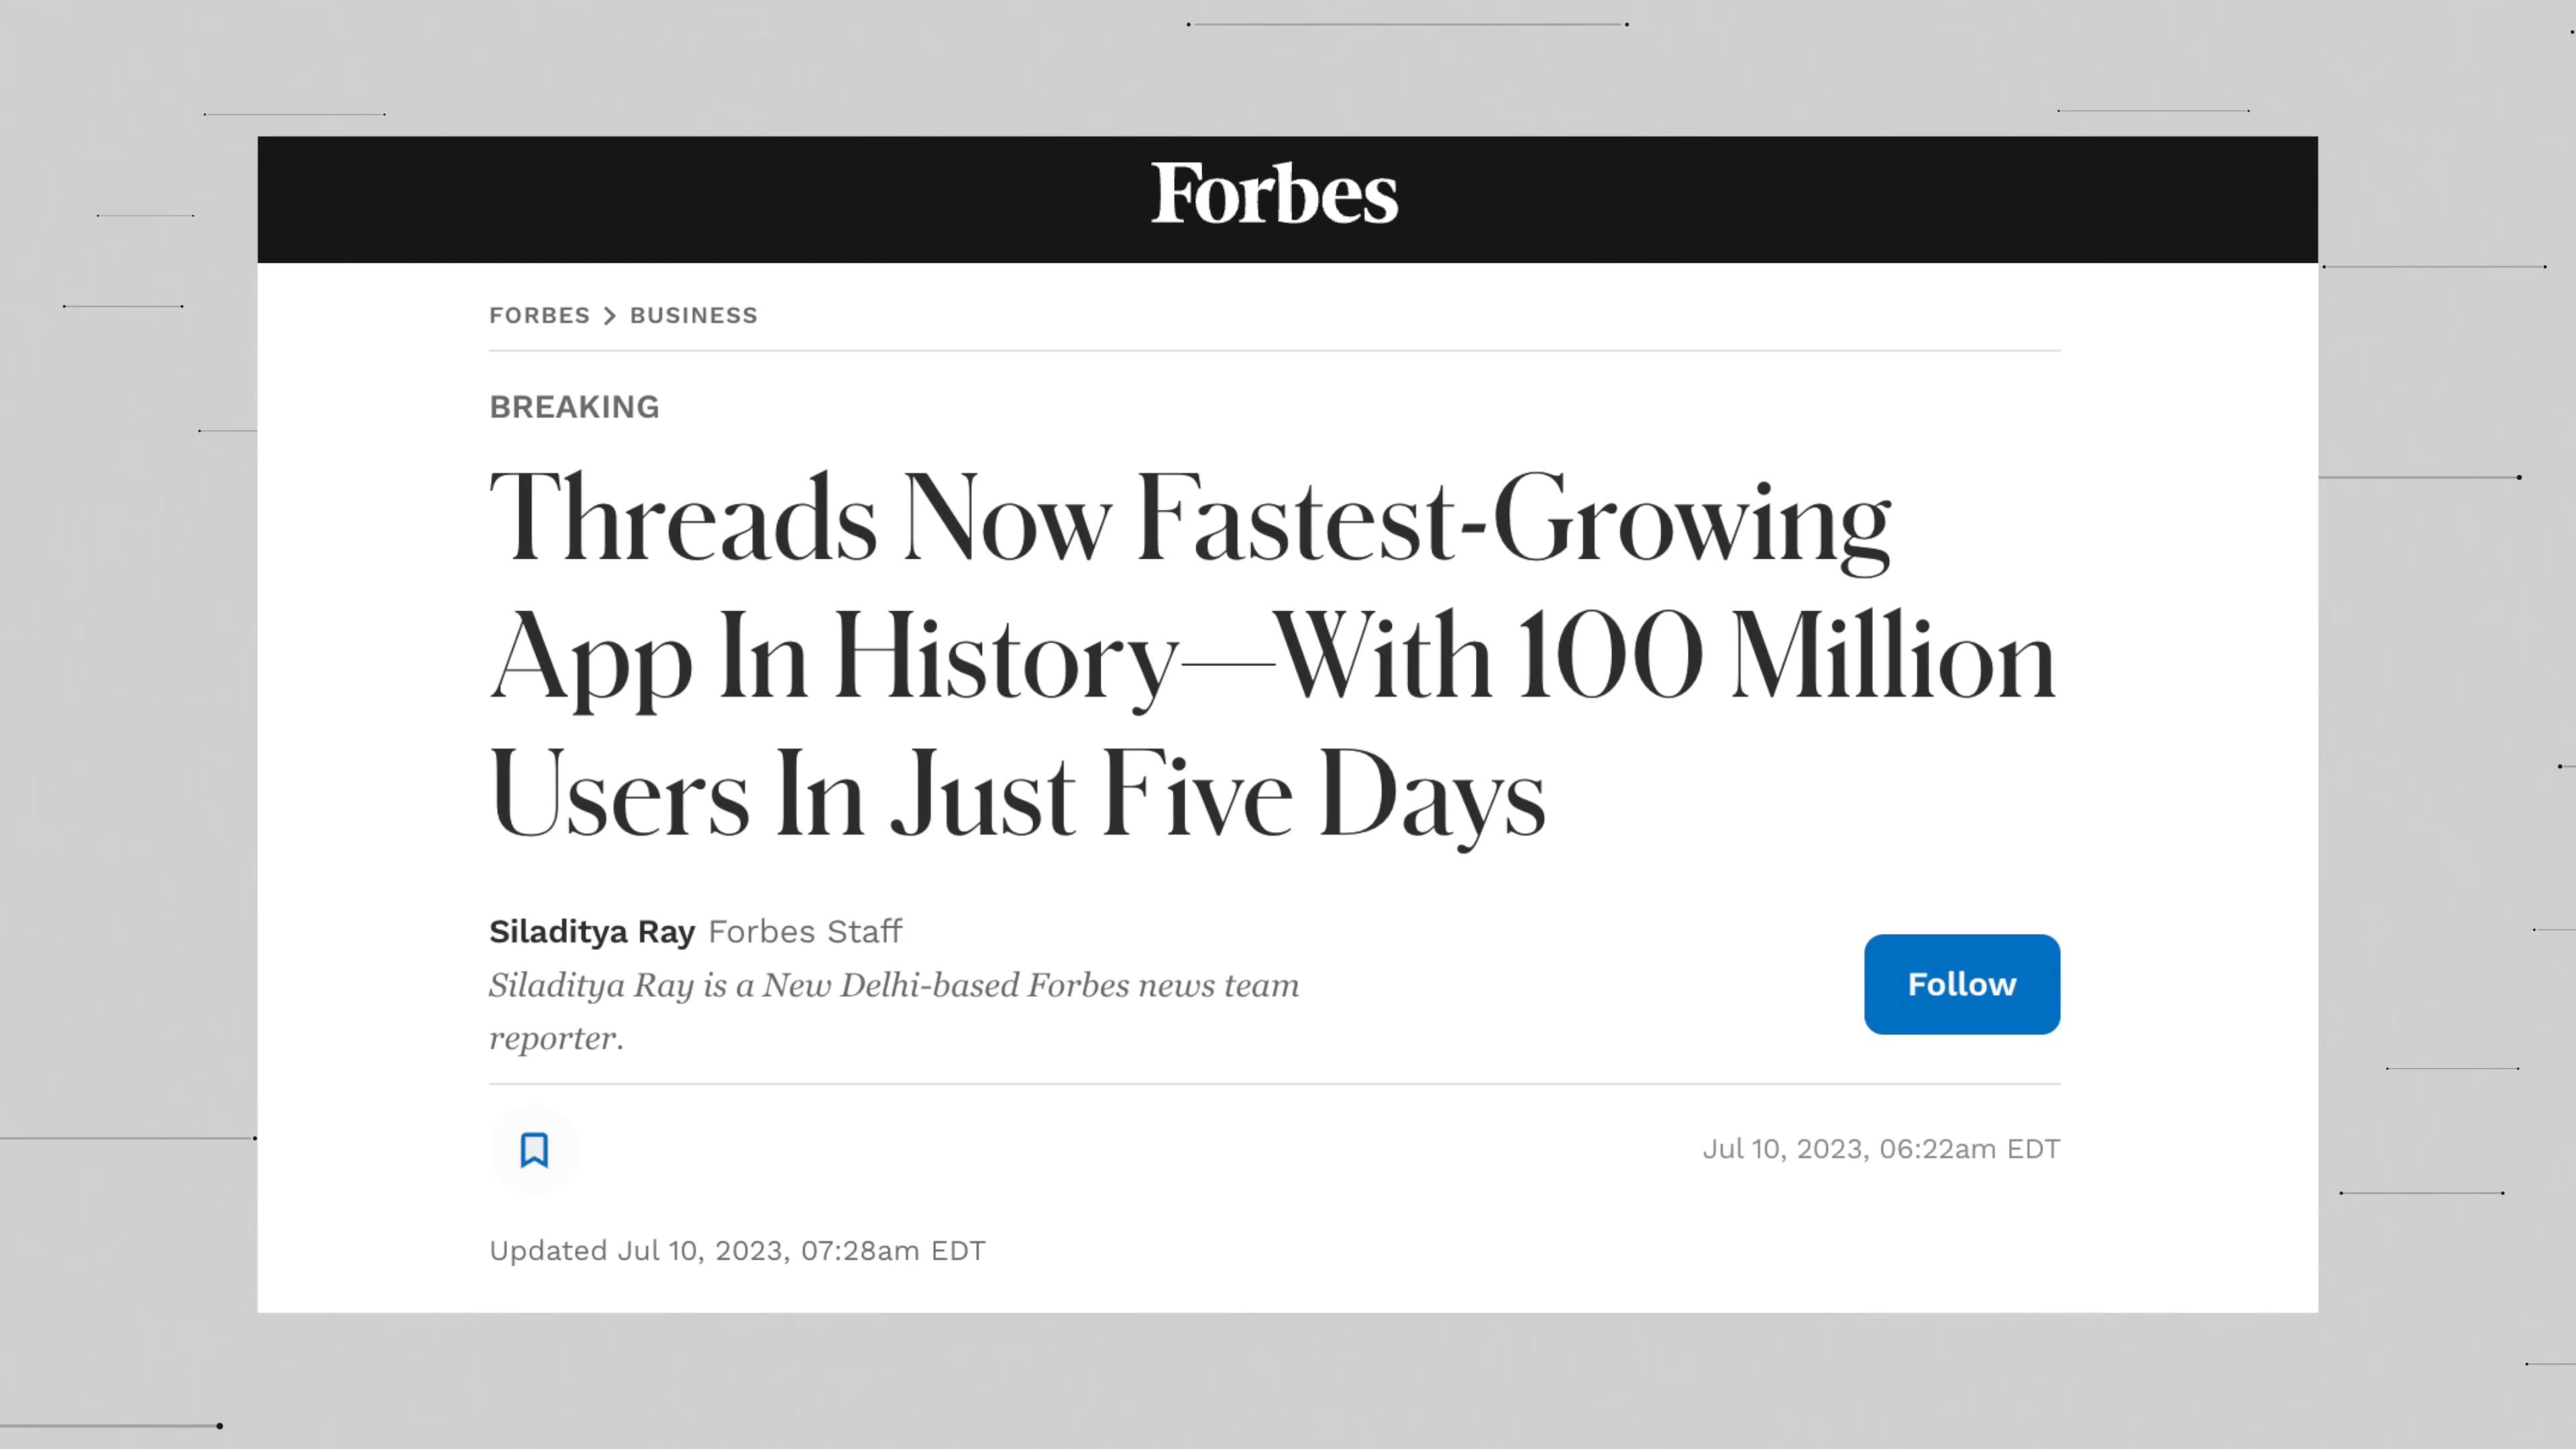 Forbes
FORBES > BUSINESS
BREAKING
Threads Now Fastest-Growing
App In History—With 100 Million
Users In Just Five Days
Siladitya Ray Forbes Staff
Siladitya Ray is a New Delhi-based Forbes news team
reporter.
Follow
Jul 10, 2023, 06:22am EDT
Updated Jul 10, 2023, 07:28am EDT